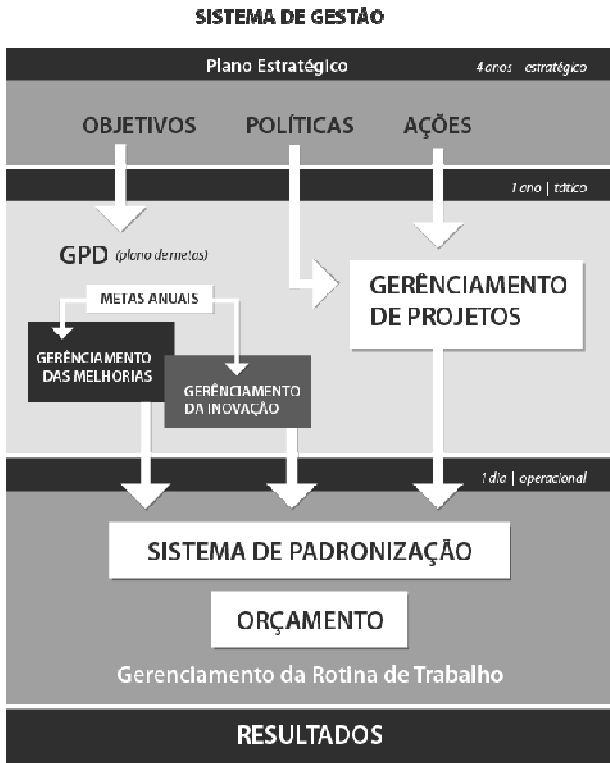 SISTEMA DE GESTÃO
Plano Estratégico
4 anos estratégico
OBJETIVOS
POLÍTICAS
AÇÕES
1 ano | tático
GPD (plano demetas)
METAS ANUAIS
GERÊNCIAMENTO
DAS MELHORIAS
GERÊNCIAMENTO
DA INOVAÇÃO
GERÊNCIAMENTO
DE PROJETOS
1 dia | operacional
SISTEMA DE PADRONIZAÇÃO
ORÇAMENTO
Gerenciamento da Rotina de Trabalho
RESULTADOS